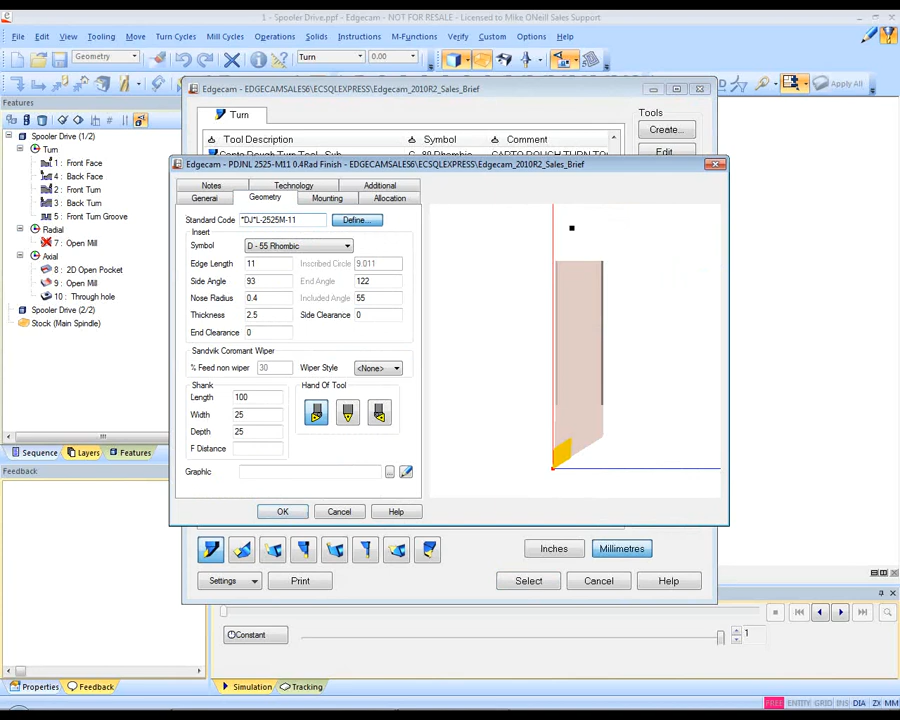 1 - Spooler Drive.ppf - Edgecam - NOT FOR RESALE - Licensed to Mike ONeill Sales Support
File Edit View Tooling Move Turn Cycles Mill Cycles Operations Solids Instructions M-Functions Verify Custom Options Help
Geometry Turn 0.00
Apply All
Features
Spooler Drive (1/2)
Turn
1 : Front Face
4 : Back Face
2 : Front Turn
3 : Back Turn
5 : Front Turn Groove
Radial
7 : Open Mill
Axial
8 : 2D Open Pocket
9 : Open Mill
10 : Through hole
Spooler Drive (2/2)
Stock (Main Spindle)
Sequence Layers Features
Feedback
Properties Feedback
Edgecam - EDGECAMSALES6\ECSQLEXPRESS\Edgecam_2010R2_Sales_Brief
Turn
Tool Description Symbol Comment
Tools
Create...
Edit
Edgecam - PDJNL 2525-M11 0.4Rad Finish - EDGECAMSALES6\ECSQLEXPRESS\Edgecam_2010R2_Sales_Brief
Notes Technology Additional
General Geometry Mounting Allocation
Standard Code *DJ*L-2525M-11 Define...
Insert
Symbol D - 55 Rhombic
Edge Length 11 Inscribed Circle 9.011
Side Angle 93 End Angle 122
Nose Radius 0.4 Included Angle 55
Thickness 2.5 Side Clearance 0
End Clearance 0
Sandvik Coromant Wiper
% Feed non wiper 30 Wiper Style <None>
Shank
Hand Of Tool
Length 100
Width 25
Depth 25
F Distance
Graphic ...
OK Cancel Help
Inches Millimetres
Settings Print Select Cancel Help
Constant 1
Simulation Tracking
FREE ENTITY GRID INS DIA ZX MM